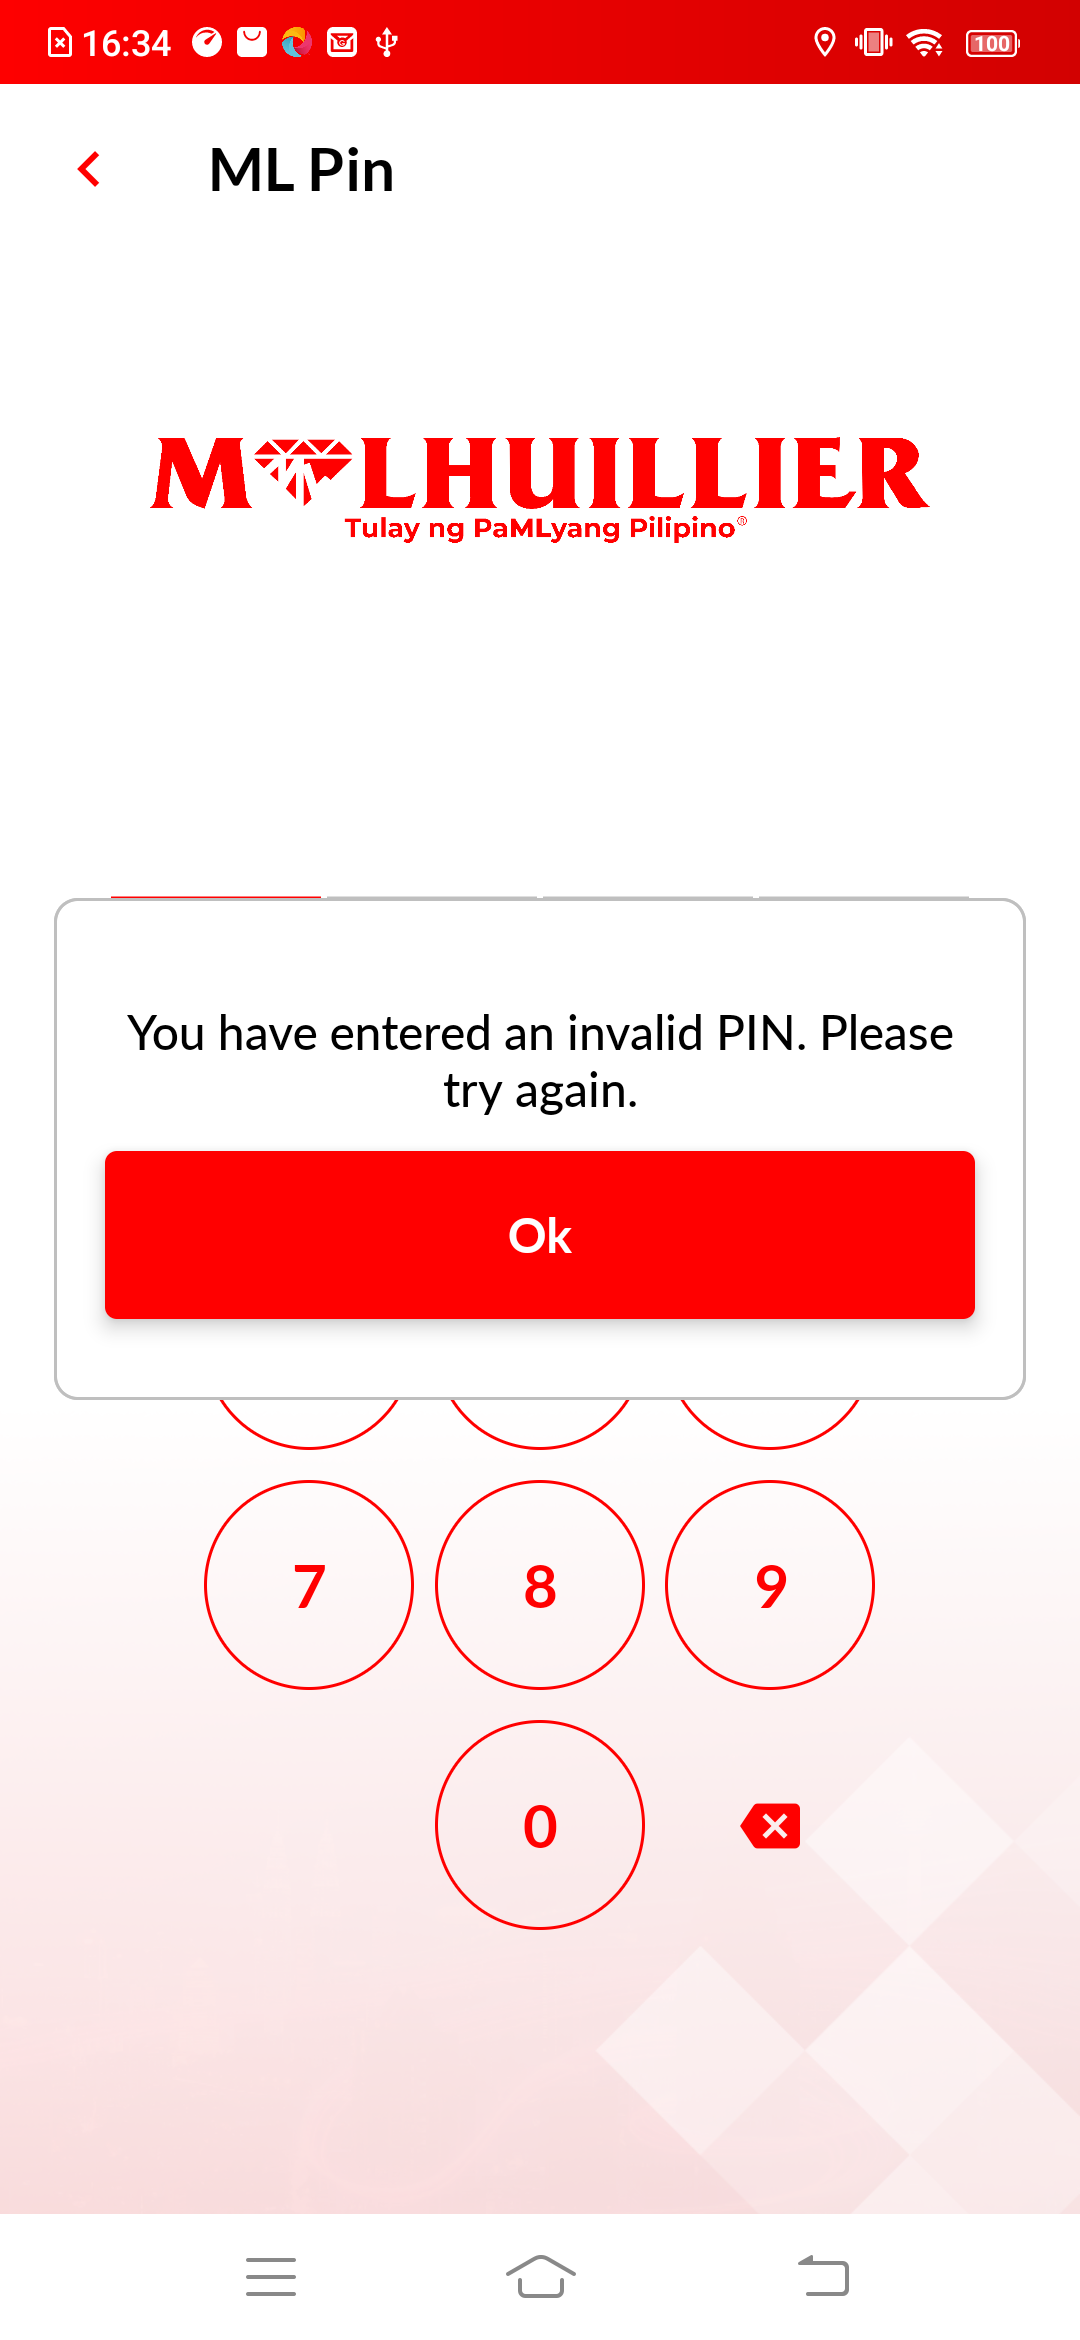 16:34
100
ML Pin
M LHUILLIER
Tulay ng PaMLyang Pilipino®
You have entered an invalid PIN. Please
try again.
Ok
7 8 9
0